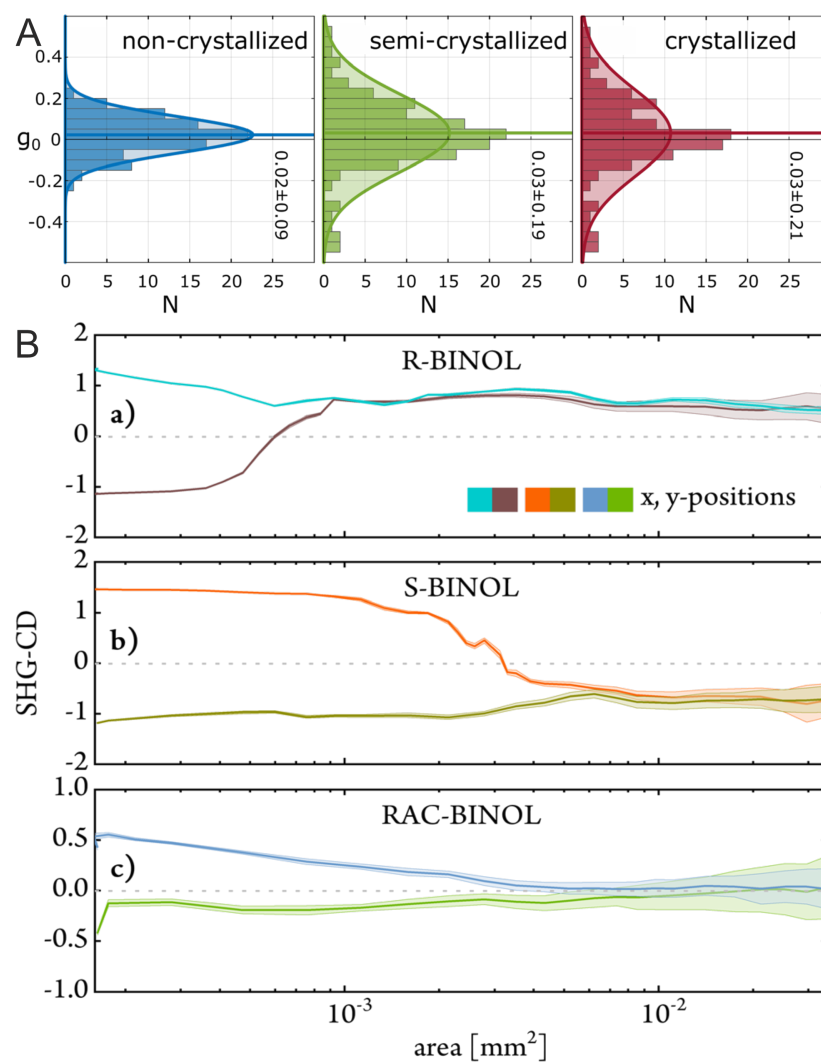 A
non-crystallized
semi-crystallized
crystallized
0.4
0.2
g0
0
-0.2
-0.4
0.02±0.09
0.03±0.19
0.03±0.21
0 5 10 15 20 25
0 5 10 15 20 25
0 5 10 15 20 25
N
N
N
B
2
1
0
-1
-2
R-BINOL
a)
x, y-positions
SHG-CD
2
1
0
-1
-2
S-BINOL
b)
1.0
0.5
0.0
-0.5
-1.0
RAC-BINOL
c)
10-3
10-2
area [mm2]